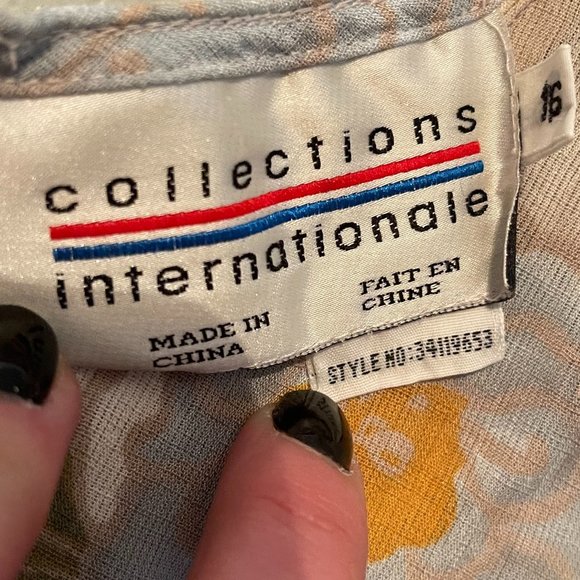 collections
internationale
16
MADE IN
CHINA
FAIT EN
CHINE
STYLE NO:34119653